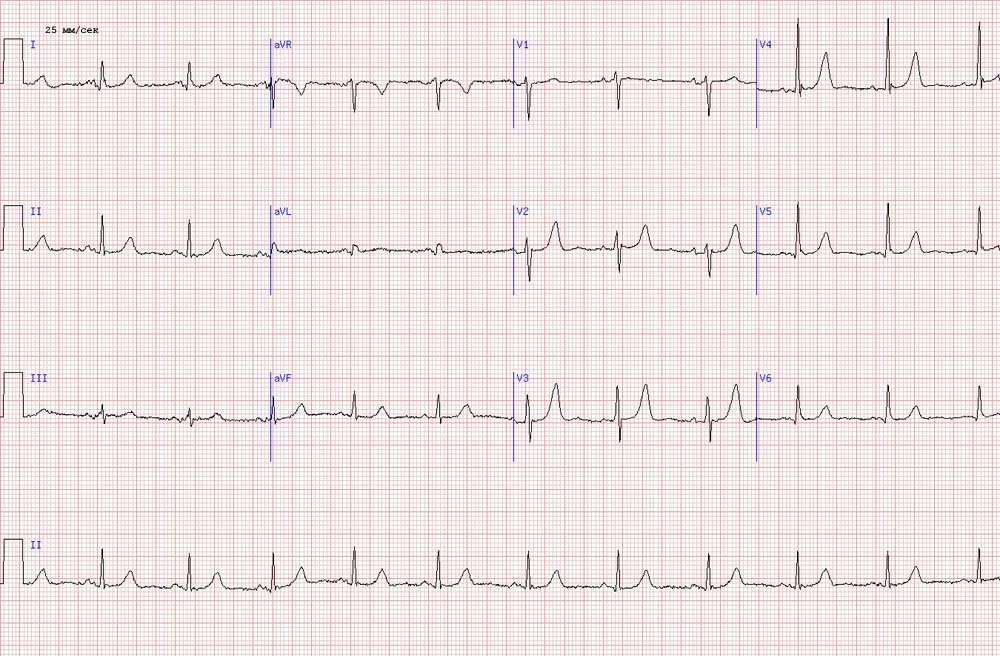 25 мм/сек
I aVR V1 V4
II aVL V2 V5
III aVF V3 V6
II